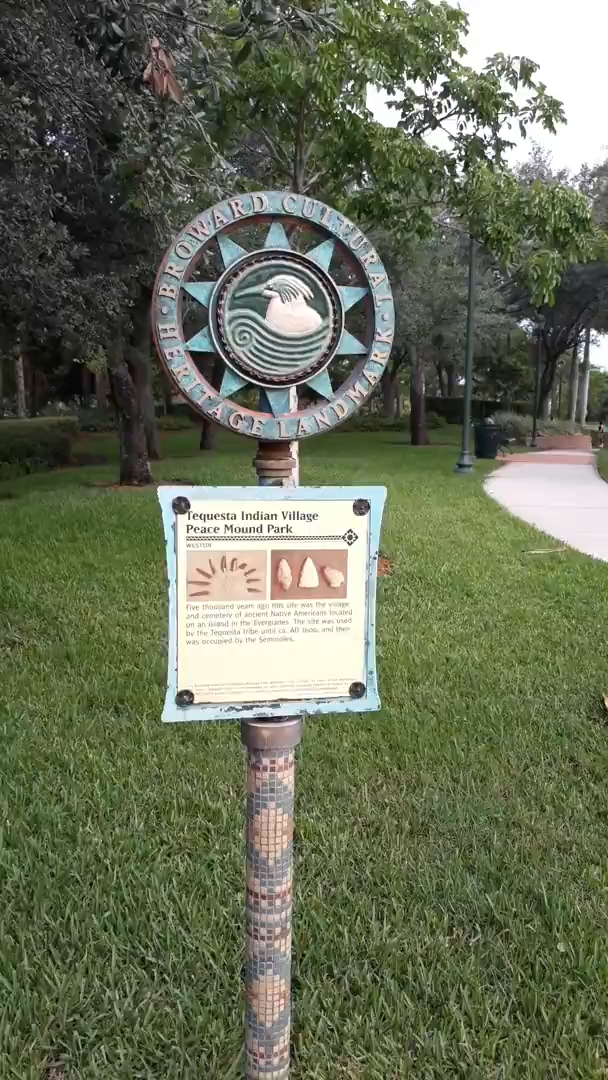 BROWARD CULTURAL
HERITAGE LANDMARK
Tequesta Indian Village
Peace Mound Park
WESTON
Five thousand years ago this site was the village
and cemetery of ancient Native Americans located
on an island in the Everglades. The site was used
by the Tequesta tribe until ca. AD 1600, and then
was occupied by the Seminoles.